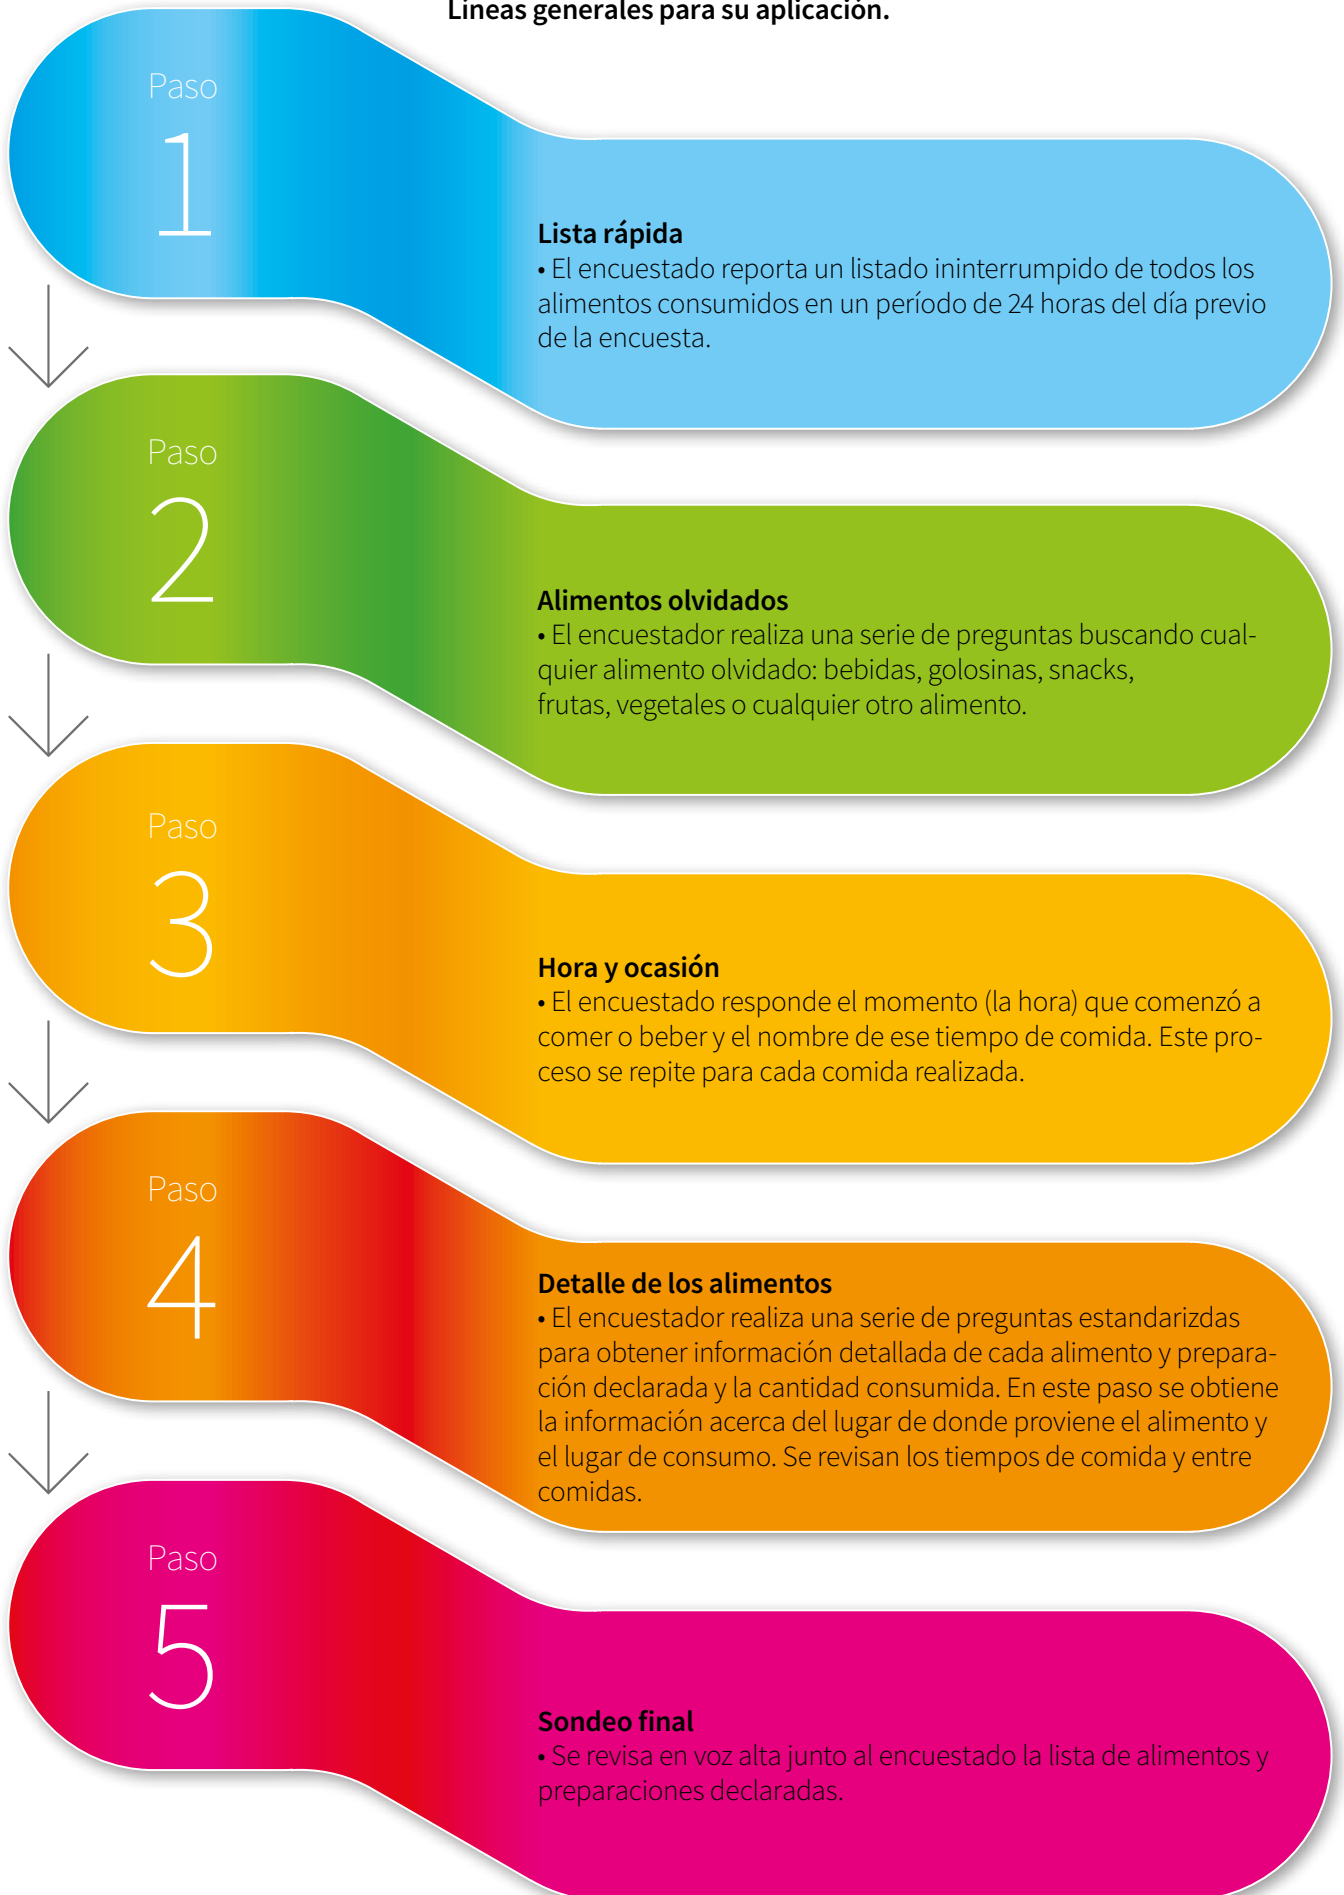 Líneas generales para su aplicación.
Paso
1
Lista rápida
• El encuestado reporta un listado ininterrumpido de todos los
alimentos consumidos en un período de 24 horas del día previo
de la encuesta.
Paso
2
Alimentos olvidados
• El encuestador realiza una serie de preguntas buscando cual-
quier alimento olvidado: bebidas, golosinas, snacks,
frutas, vegetales o cualquier otro alimento.
Paso
3
Hora y ocasión
• El encuestado responde el momento (la hora) que comenzó a
comer o beber y el nombre de ese tiempo de comida. Este pro-
ceso se repite para cada comida realizada.
Paso
4
Detalle de los alimentos
• El encuestador realiza una serie de preguntas estandarizdas
para obtener información detallada de cada alimento y prepara-
ción declarada y la cantidad consumida. En este paso se obtiene
la información acerca del lugar de donde proviene el alimento y
el lugar de consumo. Se revisan los tiempos de comida y entre
comidas.
Paso
5
Sondeo final
• Se revisa en voz alta junto al encuestado la lista de alimentos y
preparaciones declaradas.